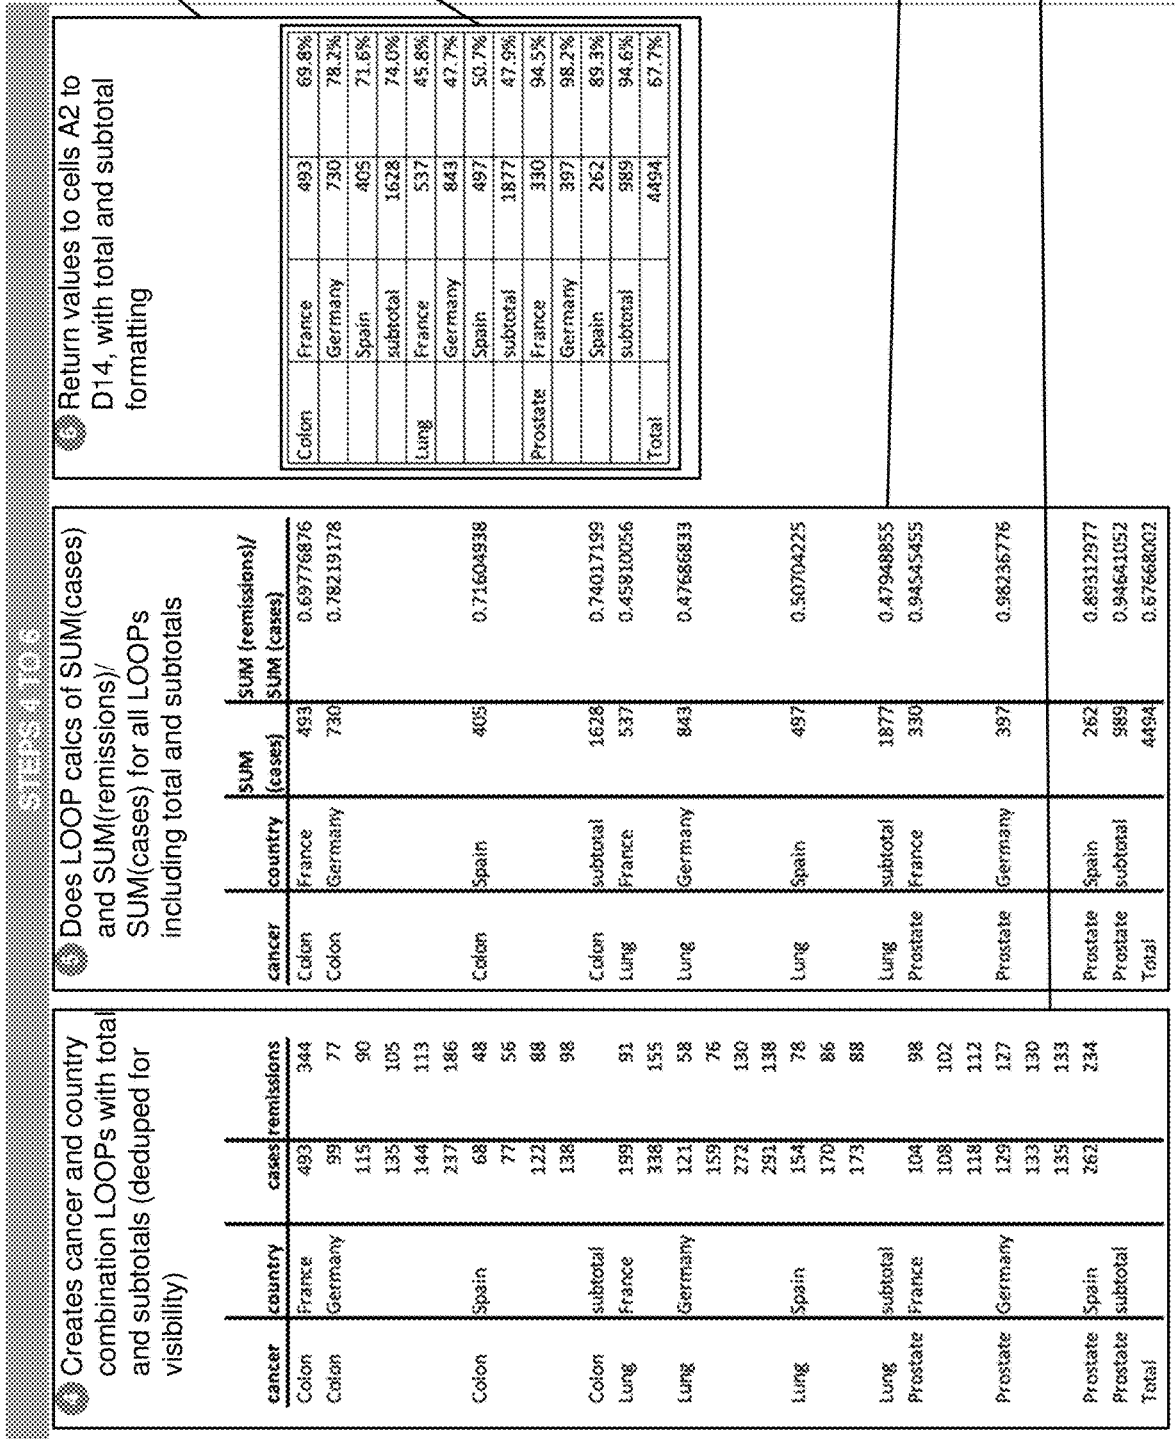 STEPS 4 TO 6
4 Creates cancer and country
combination LOOPs with total
and subtotals (deduped for
visibility)
cancer country cases remissions
Colon France 493 344
Colon Germany 99 77
115 90
135 105
144 113
237 186
Colon Spain 68 48
77 56
122 88
138 98
Colon subtotal
Lung France 199 91
338 155
Lung Germany 121 58
159 76
272 130
291 138
Lung Spain 154 78
170 86
173 88
Lung subtotal
Prostate France 104 98
108 102
118 112
Prostate Germany 129 127
133 130
135 133
Prostate Spain 262 234
Prostate subtotal
Total
5 Does LOOP calcs of SUM(cases)
and SUM(remissions)/
SUM(cases) for all LOOPs
including total and subtotals
SUM SUM (remissions)/
cancer country (cases) SUM (cases)
Colon France 493 0.69776876
Colon Germany 730 0.78219178
Colon Spain 405 0.71604938
Colon subtotal 1628 0.74017199
Lung France 537 0.45810056
Lung Germany 843 0.47686833
Lung Spain 497 0.50704225
Lung subtotal 1877 0.47948855
Prostate France 330 0.94545455
Prostate Germany 397 0.98236776
Prostate Spain 262 0.89312977
Prostate subtotal 989 0.94641052
Total 4494 0.67668002
6 Return values to cells A2 to
D14, with total and subtotal
formatting
Colon France 493 69.8%
Germany 730 78.2%
Spain 405 71.6%
subtotal 1628 74.0%
Lung France 537 45.8%
Germany 843 47.7%
Spain 497 50.7%
subtotal 1877 47.9%
Prostate France 330 94.5%
Germany 397 98.2%
Spain 262 89.3%
subtotal 989 94.6%
Total 4494 67.7%